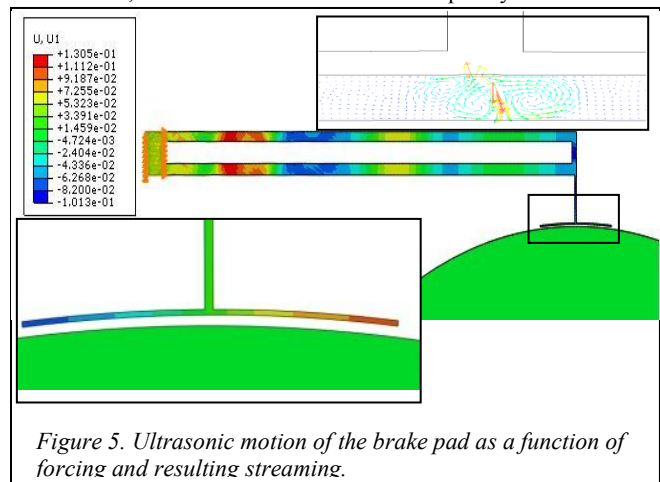 U, U1
+1.305e-01
+1.112e-01
+9.187e-02
+7.255e-02
+5.323e-02
+3.391e-02
+1.459e-02
-4.724e-03
-2.404e-02
-4.336e-02
-6.268e-02
-8.200e-02
-1.013e-01
Figure 5. Ultrasonic motion of the brake pad as a function of
forcing and resulting streaming.